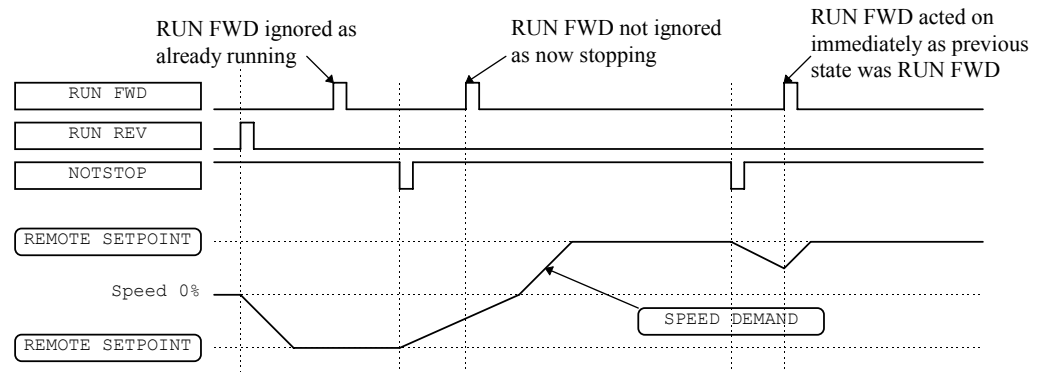 RUN FWD ignored as
already running
RUN FWD not ignored
as now stopping
RUN FWD acted on
immediately as previous
state was RUN FWD
RUN FWD
RUN REV
NOTSTOP
REMOTE SETPOINT
Speed 0%
SPEED DEMAND
REMOTE SETPOINT